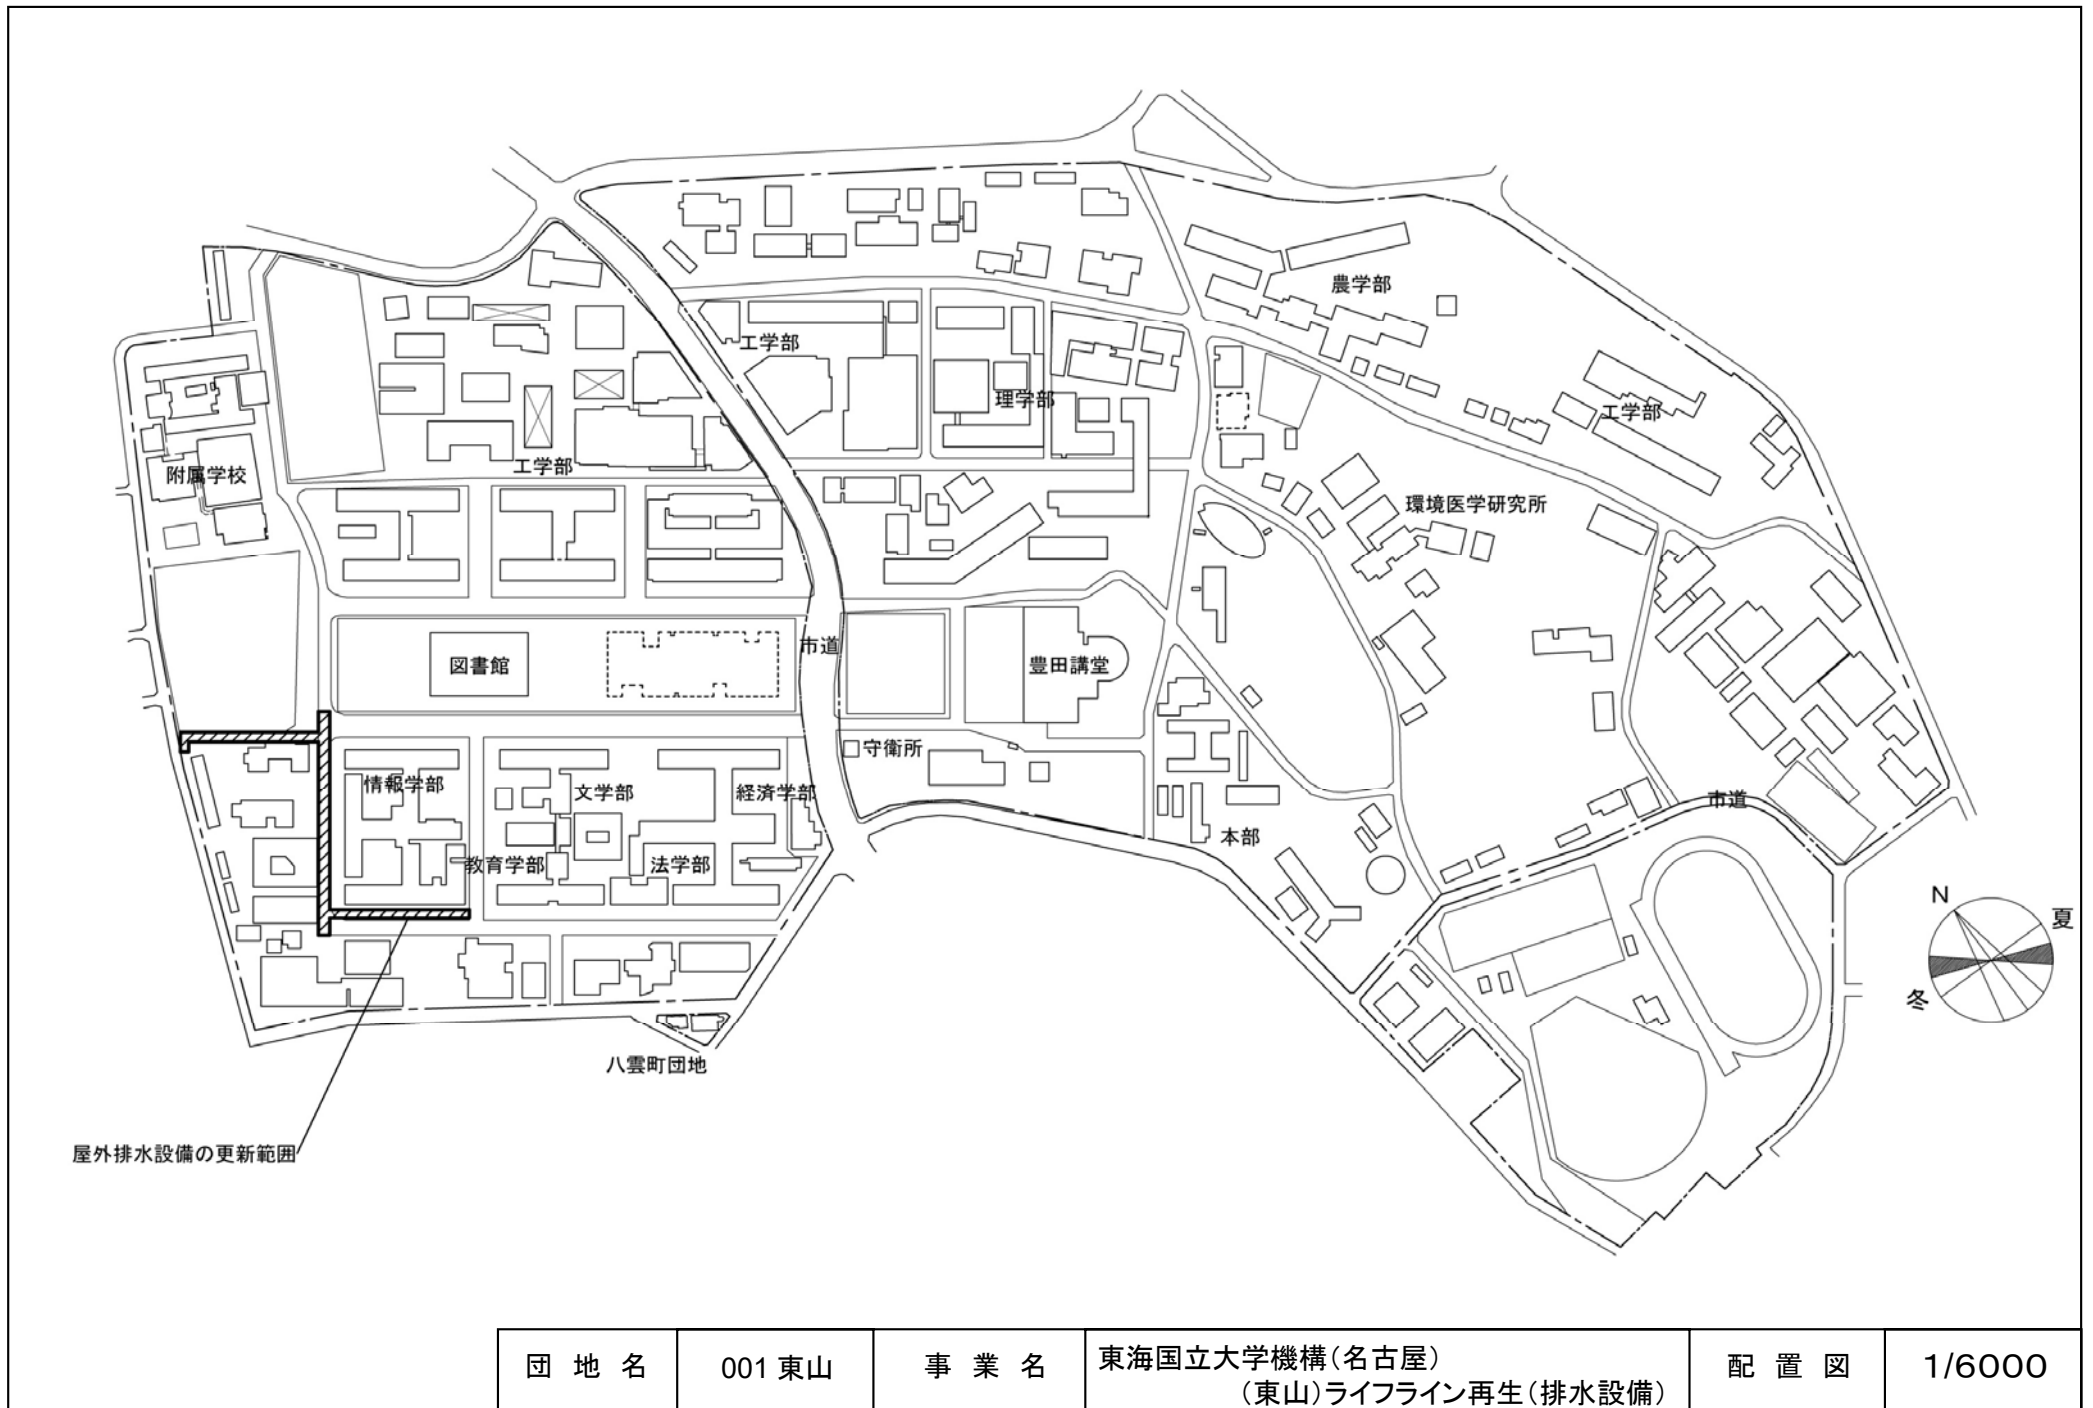 農学部
工学部
理学部
工学部
工学部
附属学校
環境医学研究所
市道
図書館
豊田講堂
守衛所
情報学部
文学部
経済学部
市道
本部
教育学部
法学部
N
夏
冬
八雲町団地
屋外排水設備の更新範囲
団地名
001 東山
事業名
東海国立大学機構(名古屋)
(東山)ライフライン再生(排水設備)
配置図
1/6000